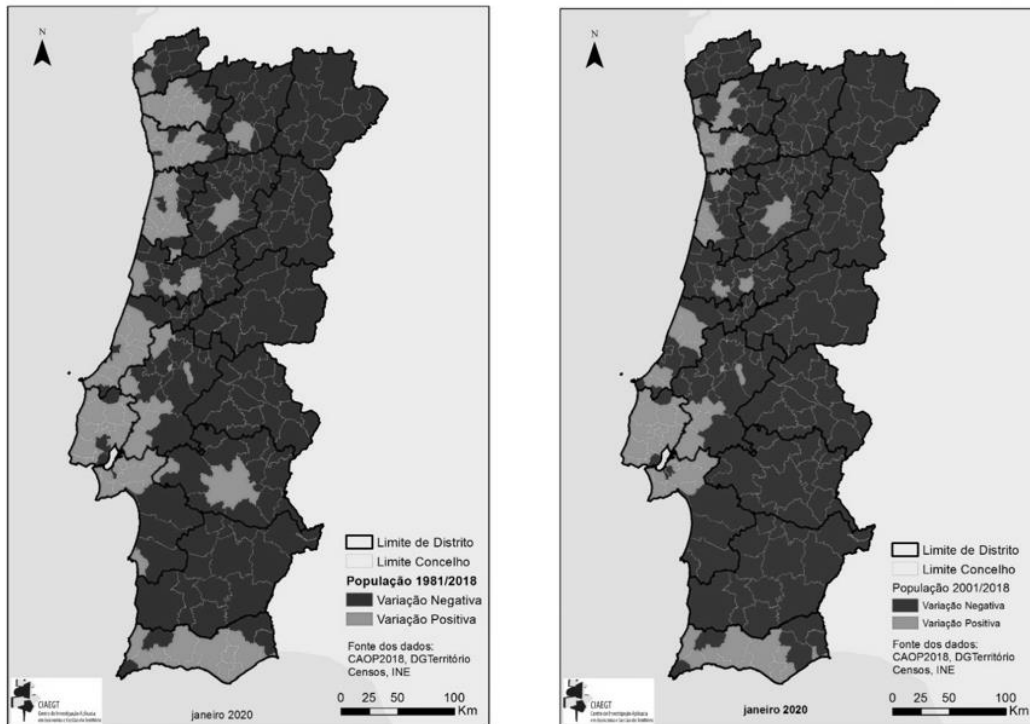 N
Limite de Distrito
Limite Concelho
População 1981/2018
Variação Negativa
Variação Positiva
Fonte dos dados:
CAOP2018, DGTerritório
Censos, INE
CIAEGT
janeiro 2020
0 25 50 100
Km
N
Limite de Distrito
Limite Concelho
População 2001/2018
Variação Negativa
Variação Positiva
Fonte dos dados:
CAOP2018, DGTerritório
Censos, INE
CIAEGT
janeiro 2020
0 25 50 100
Km